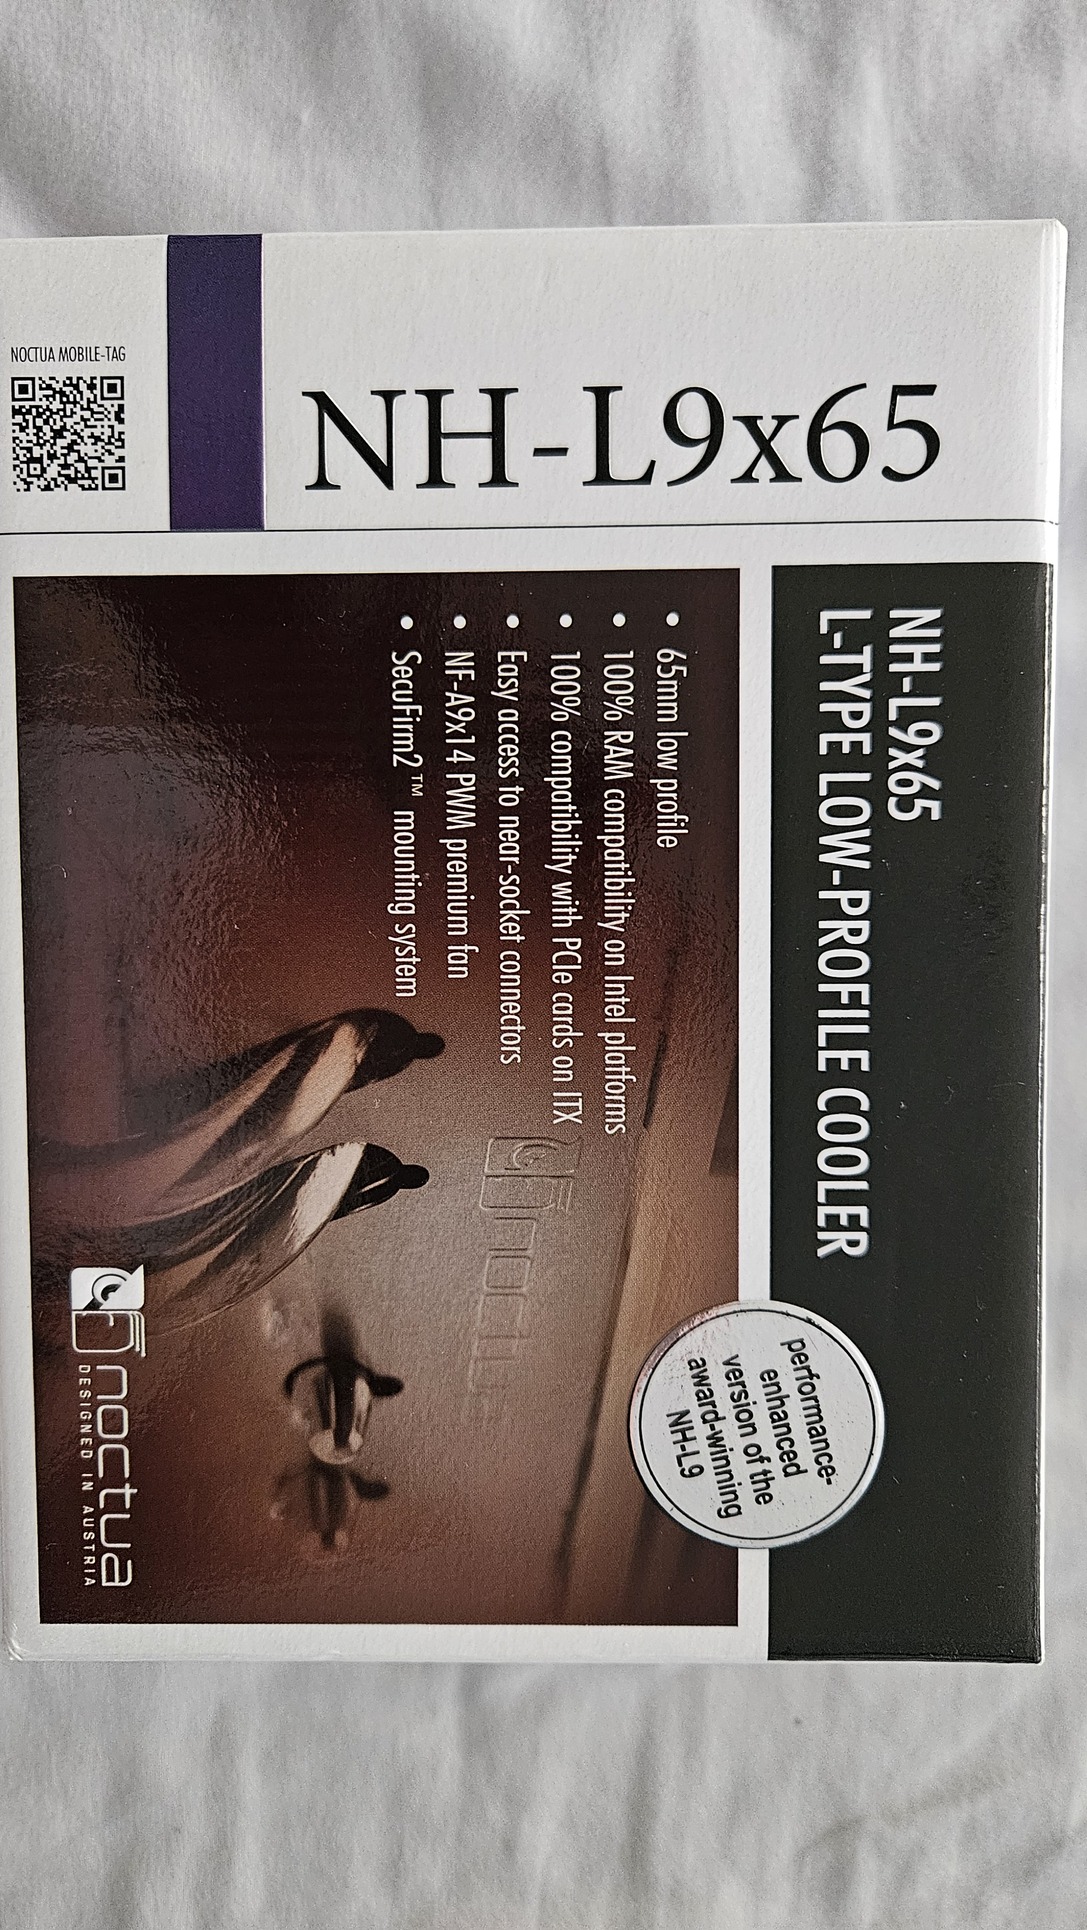 NH-L9x65
NOCTUA MOBILE-TAG
NH-L9x65
L-TYPE LOW-PROFILE COOLER
performance-
enhanced
version of the
award-winning
NH-L9
• 65mm low profile
• 100% RAM compatibility on Intel platforms
• 100% compatibility with PCIe cards on ITX
• Easy access to near-socket connectors
• NF-A9x14 PWM premium fan
• SecuFirm2™ mounting system
noctua
noctua
DESIGNED IN AUSTRIA